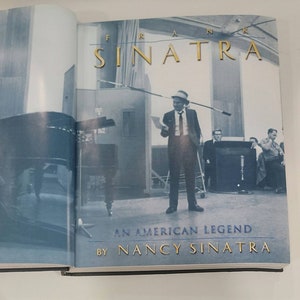 FRANK
SINATRA
AN AMERICAN LEGEND
BY NANCY SINATRA